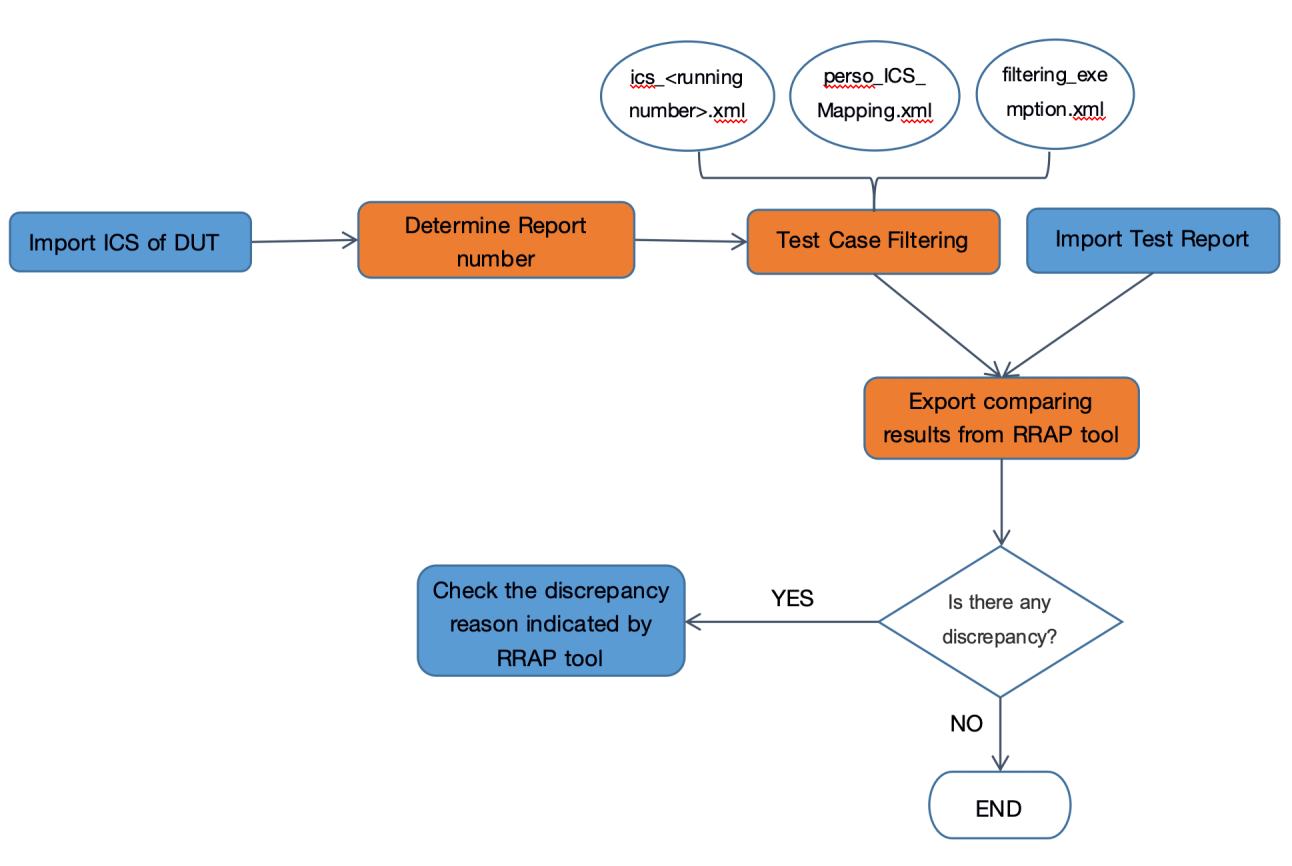 ics_<running
number>.xml
perso_ICS_
Mapping.xml
filtering_exe
mption.xml
Import ICS of DUT
Determine Report
number
Test Case Filtering
Import Test Report
Export comparing
results from RRAP tool
Is there any
discrepancy?
YES
Check the discrepancy
reason indicated by
RRAP tool
NO
END